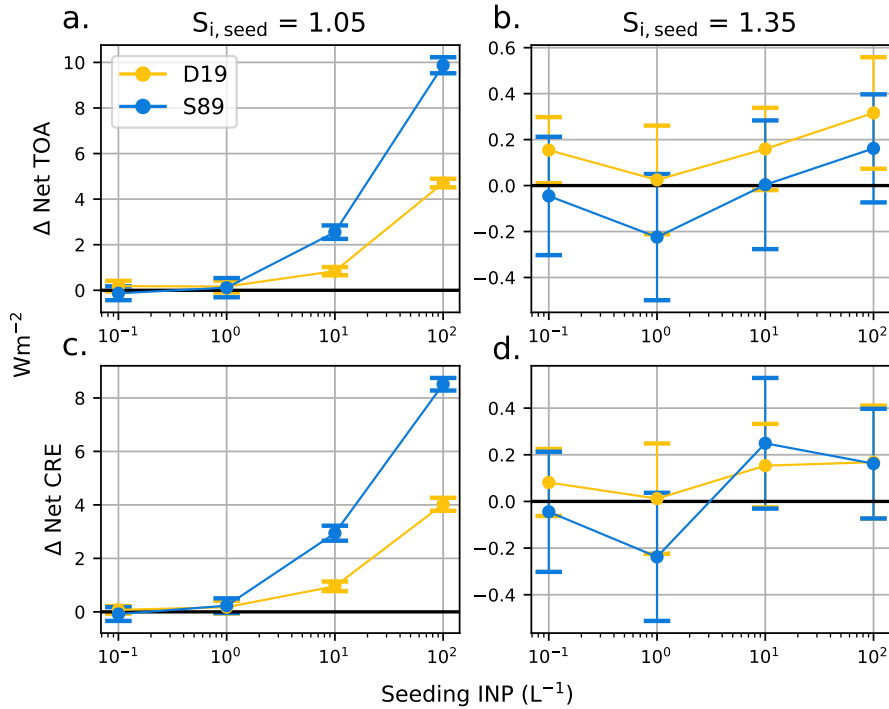 a. S_{i, seed} = 1.05 b. S_{i, seed} = 1.35
D19
S89
10
8
6
4
2
0
Δ Net TOA
10⁻¹ 10⁰ 10¹ 10²
0.6
0.4
0.2
0.0
−0.2
−0.4
10⁻¹ 10⁰ 10¹ 10²
Wm⁻²
c. d.
8
6
4
2
0
Δ Net CRE
10⁻¹ 10⁰ 10¹ 10²
0.4
0.2
0.0
−0.2
−0.4
10⁻¹ 10⁰ 10¹ 10²
Seeding INP (L⁻¹)